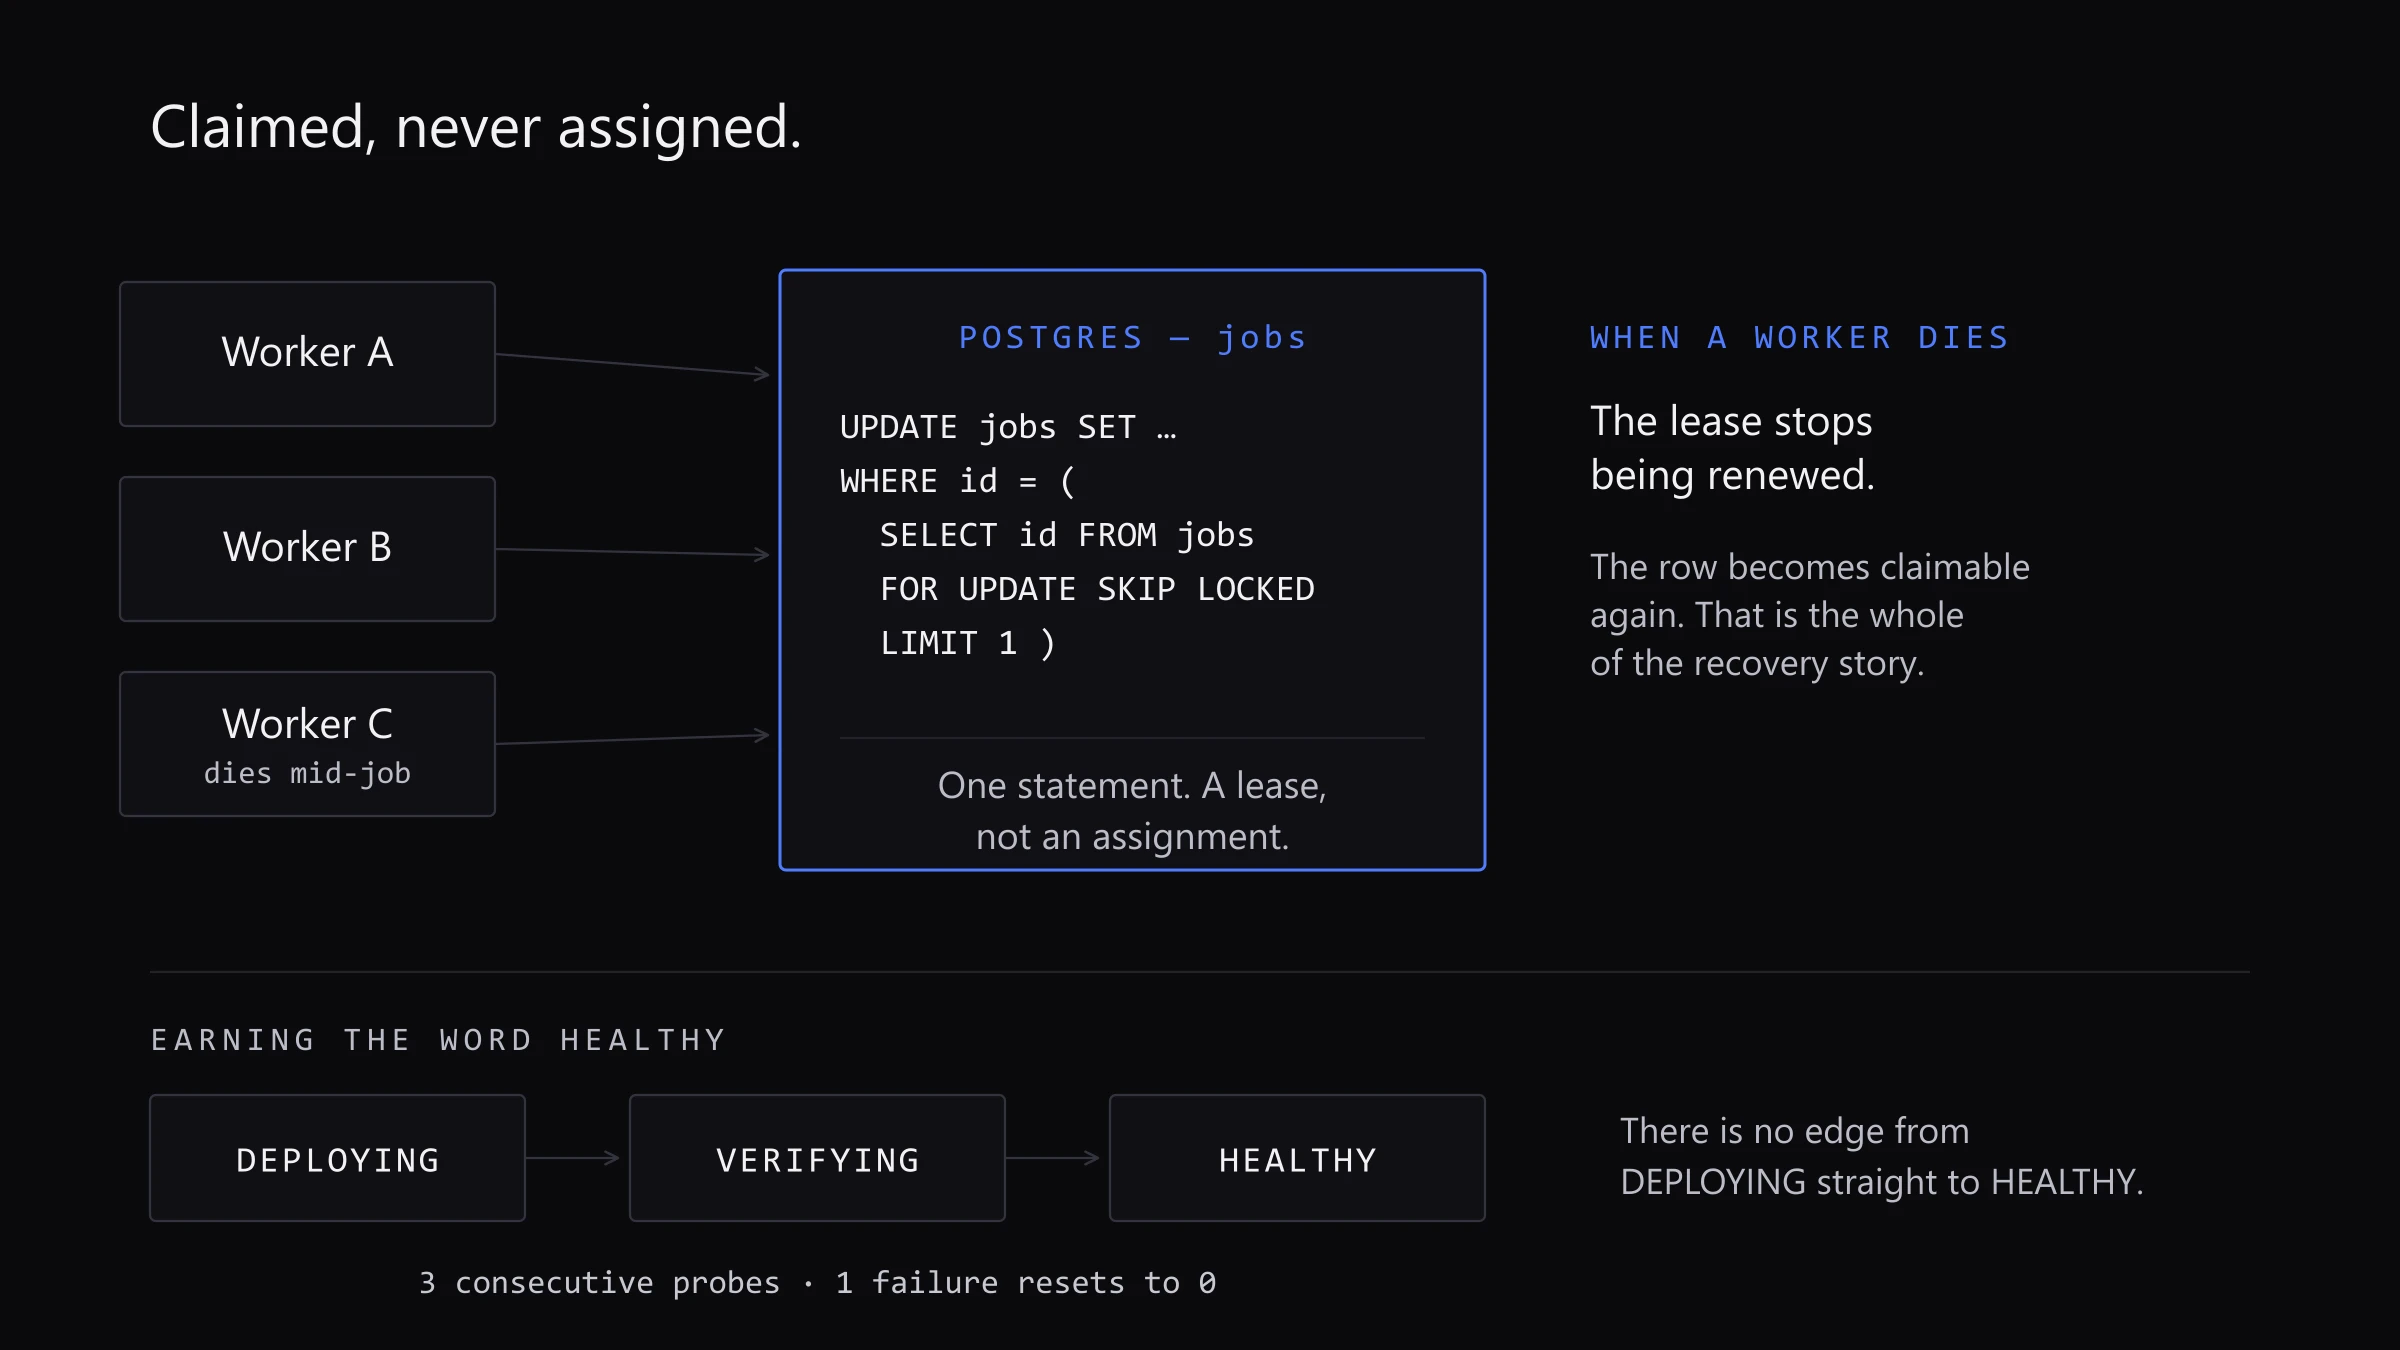 Claimed, never assigned.
Worker A
Worker B
Worker C
dies mid-job
POSTGRES — jobs
UPDATE jobs SET …
WHERE id = (
  SELECT id FROM jobs
  FOR UPDATE SKIP LOCKED
  LIMIT 1 )
One statement. A lease,
not an assignment.
WHEN A WORKER DIES
The lease stops
being renewed.
The row becomes claimable
again. That is the whole
of the recovery story.
EARNING THE WORD HEALTHY
DEPLOYING
VERIFYING
HEALTHY
There is no edge from
DEPLOYING straight to HEALTHY.
3 consecutive probes · 1 failure resets to 0